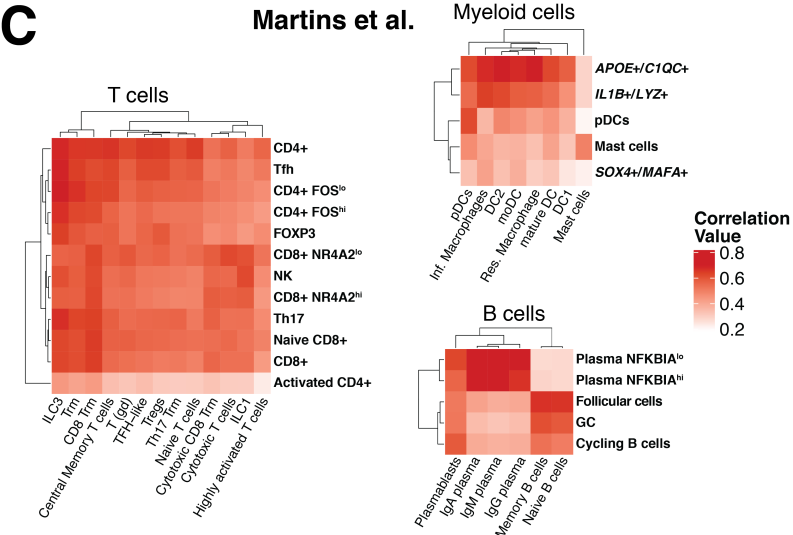 C
Martins et al.
T cells
CD4+
Tfh
CD4+ FOSlo
CD4+ FOShi
FOXP3
CD8+ NR4A2lo
NK
CD8+ NR4A2hi
Th17
Naive CD8+
CD8+
Activated CD4+
ILC3
Trm
CD8 Trm
Central Memory T cells
T (gd)
TFH−like
Tregs
Th17 Trm
Naive T cells
Cytotoxic CD8 Trm
Cytotoxic T cells
ILC1
Highly activated T cells
Myeloid cells
APOE+/C1QC+
IL1B+/LYZ+
pDCs
Mast cells
SOX4+/MAFA+
pDCs
Inf. Macrophages
DC2
moDC
Res. Macrophage
mature DC
DC1
Mast cells
Correlation
Value
0.8
0.6
0.4
0.2
B cells
Plasma NFKBIAlo
Plasma NFKBIAhi
Follicular cells
GC
Cycling B cells
Plasmablasts
IgA plasma
IgM plasma
IgG plasma
Memory B cells
Naive B cells